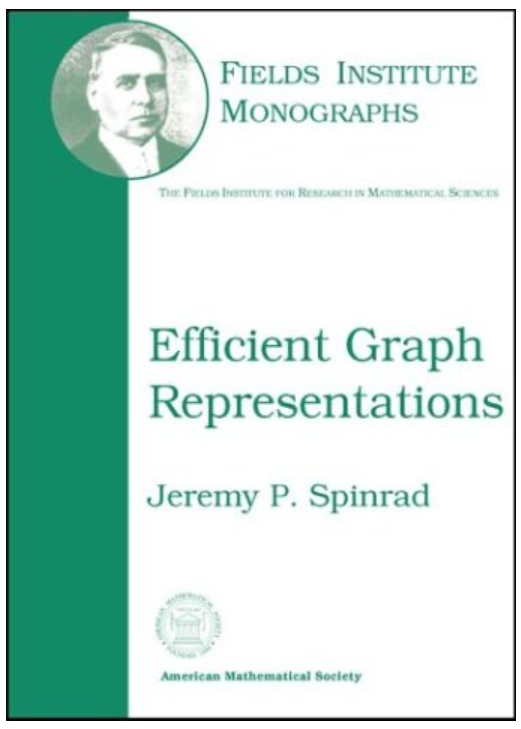 FIELDS INSTITUTE
MONOGRAPHS
THE FIELDS INSTITUTE FOR RESEARCH IN MATHEMATICAL SCIENCES
Efficient Graph
Representations
Jeremy P. Spinrad
American Mathematical Society